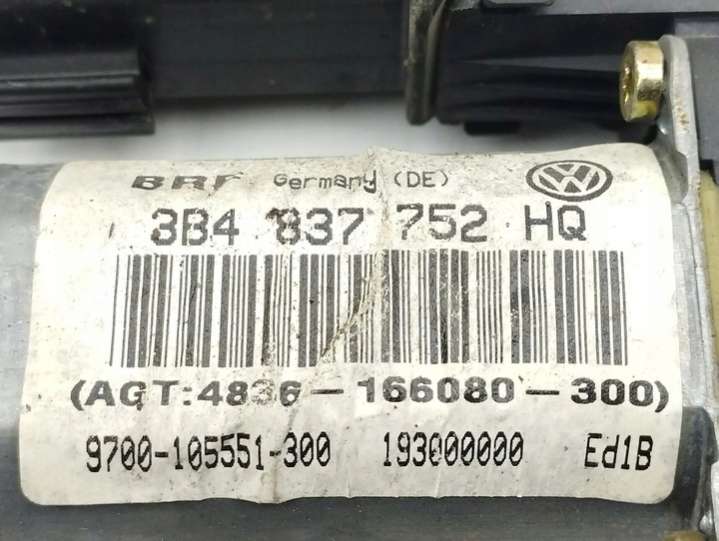 BRF Germany (DE)
3B4 837 752 HQ
(AGT:4836-166080-300)
9700-105551-300 193000000 Ed1B